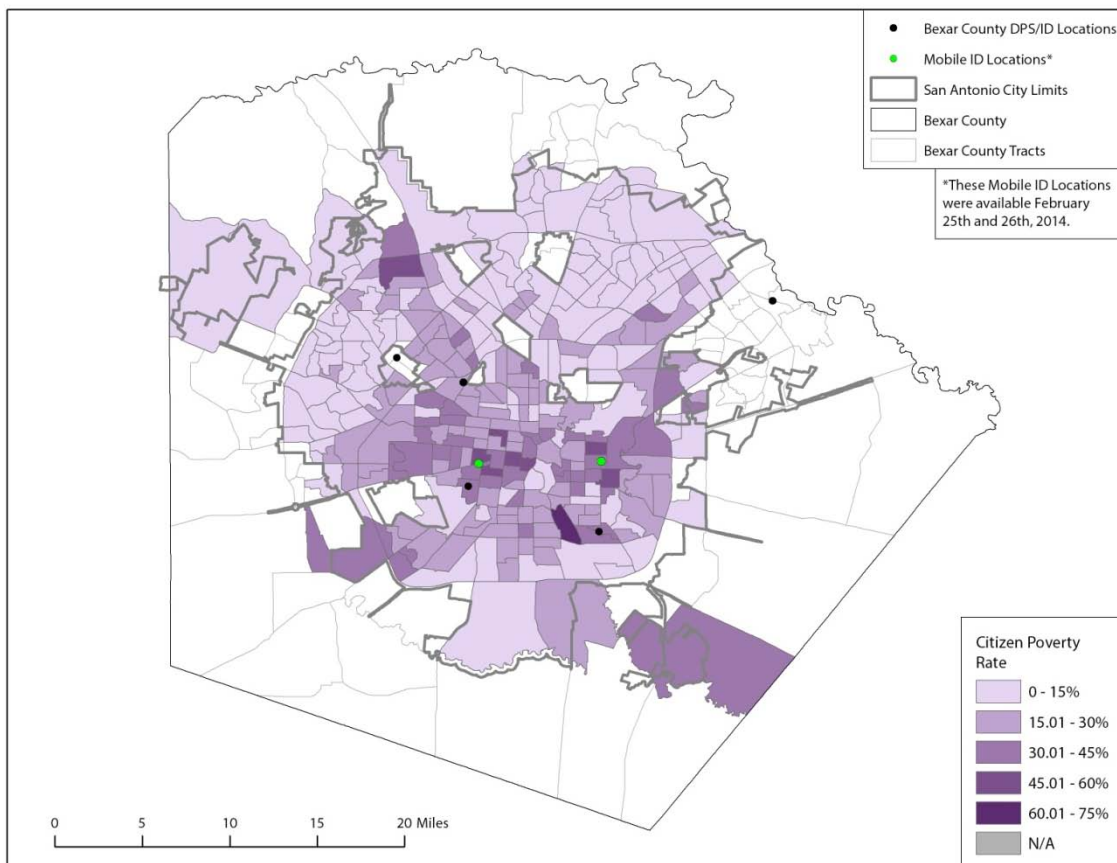 Bexar County DPS/ID Locations
Mobile ID Locations*
San Antonio City Limits
Bexar County
Bexar County Tracts
*These Mobile ID Locations
were available February
25th and 26th, 2014.
Citizen Poverty
Rate
0 - 15%
15.01 - 30%
30.01 - 45%
45.01 - 60%
60.01 - 75%
N/A
0 5 10 15 20 Miles